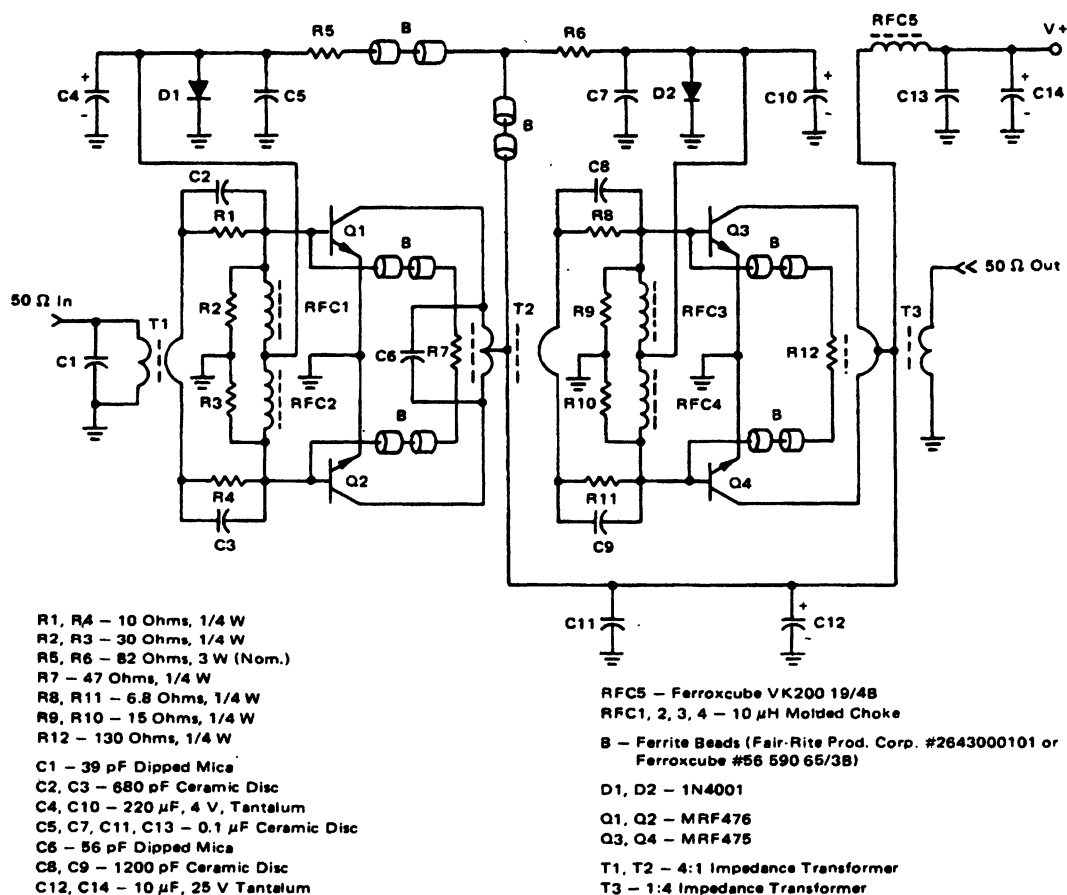 R5
B
R6
RFC5
V+
C4
+
-
D1
C5
C7
D2
C10
+
-
C13
C14
+
-
B
C2
R1
Q1
B
C8
R8
Q3
B
50 Ω In
T1
C1
R2
R3
RFC1
RFC2
C6
R7
T2
R9
R10
RFC3
RFC4
R12
T3
50 Ω Out
B
B
R4
Q2
C3
R11
Q4
C9
C11
+
C12
-
R1, R4 – 10 Ohms, 1/4 W
R2, R3 – 30 Ohms, 1/4 W
R5, R6 – 82 Ohms, 3 W (Nom.)
R7 – 47 Ohms, 1/4 W
R8, R11 – 6.8 Ohms, 1/4 W
R9, R10 – 15 Ohms, 1/4 W
R12 – 130 Ohms, 1/4 W
C1 – 39 pF Dipped Mica
C2, C3 – 680 pF Ceramic Disc
C4, C10 – 220 μF, 4 V, Tantalum
C5, C7, C11, C13 – 0.1 μF Ceramic Disc
C6 – 56 pF Dipped Mica
C8, C9 – 1200 pF Ceramic Disc
C12, C14 – 10 μF, 25 V Tantalum
RFC5 – Ferroxcube VK200 19/4B
RFC1, 2, 3, 4 – 10 μH Molded Choke
B – Ferrite Beads (Fair-Rite Prod. Corp. #2643000101 or
Ferroxcube #56 590 65/3B)
D1, D2 – 1N4001
Q1, Q2 – MRF476
Q3, Q4 – MRF475
T1, T2 – 4:1 Impedance Transformer
T3 – 1:4 Impedance Transformer